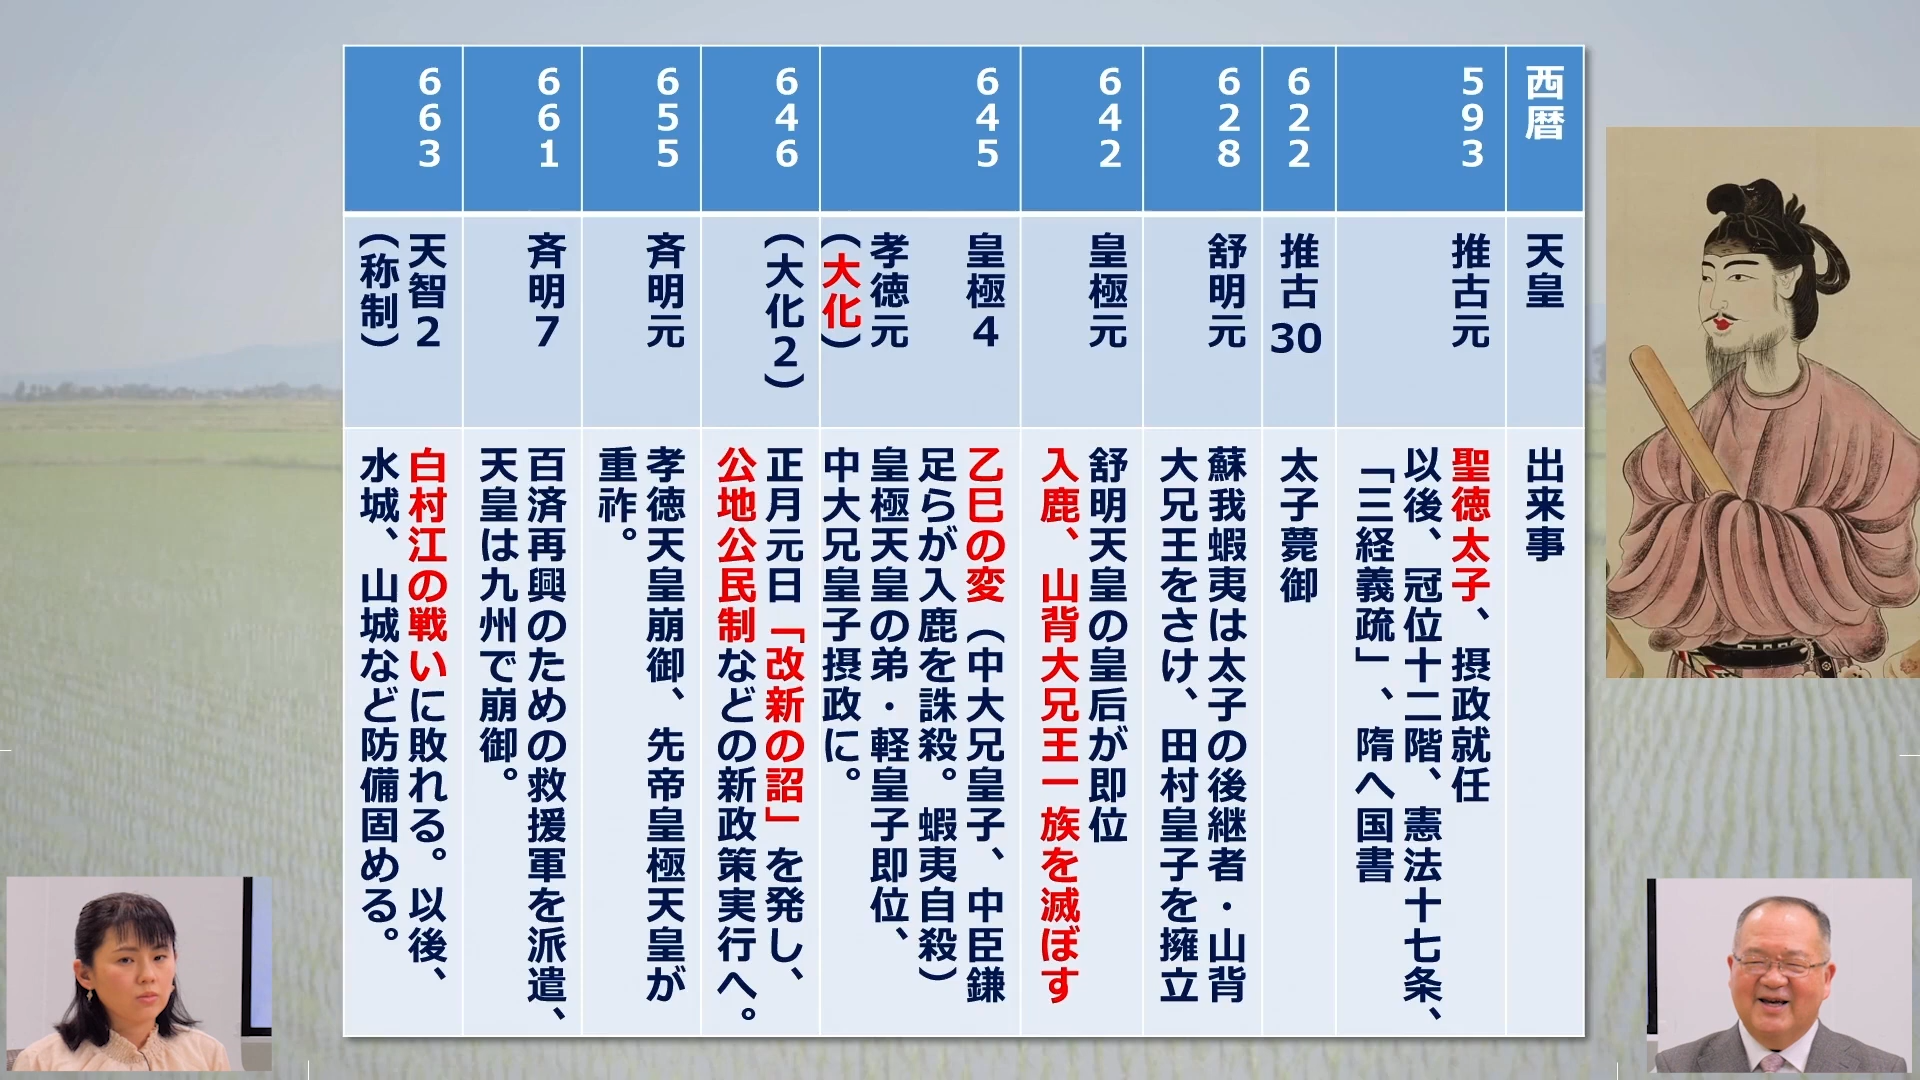 西暦
天皇
出来事
593
推古元
聖徳太子、摂政就任
以後、冠位十二階、憲法十七条、
「三経義疏」、隋へ国書
622
推古30
太子薨御
628
舒明元
蘇我蝦夷は太子の後継者・山背
大兄王をさけ、田村皇子を擁立
642
皇極元
舒明天皇の皇后が即位
入鹿、山背大兄王一族を滅ぼす
645
皇極4
孝徳元
(大化)
乙巳の変(中大兄皇子、中臣鎌
足らが入鹿を誅殺。蝦夷自殺)
皇極天皇の弟・軽皇子即位、
中大兄皇子摂政に。
646
(大化2)
正月元日「改新の詔」を発し、
公地公民制などの新政策実行へ。
655
斉明元
孝徳天皇崩御、先帝皇極天皇が
重祚。
661
斉明7
百済再興のための救援軍を派遣、
天皇は九州で崩御。
663
天智2
(称制)
白村江の戦いに敗れる。以後、
水城、山城など防備固める。